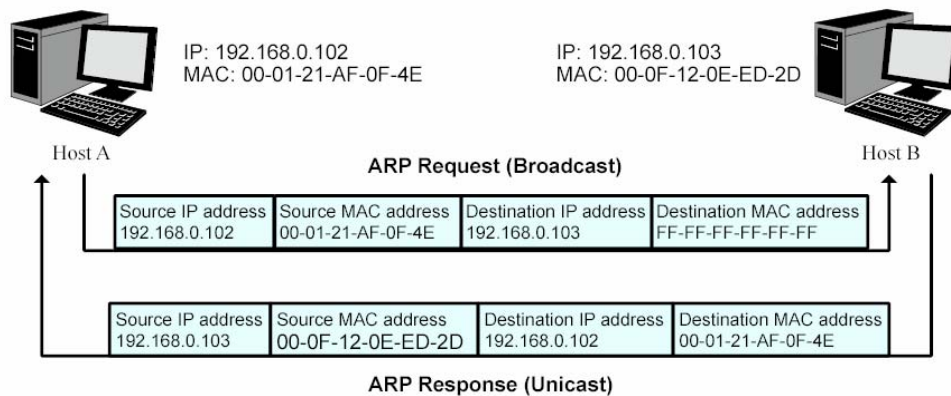 IP: 192.168.0.102
MAC: 00-01-21-AF-0F-4E
IP: 192.168.0.103
MAC: 00-0F-12-0E-ED-2D
Host A
Host B
ARP Request (Broadcast)
Source IP address
192.168.0.102
Source MAC address
00-01-21-AF-0F-4E
Destination IP address
192.168.0.103
Destination MAC address
FF-FF-FF-FF-FF-FF
Source IP address
192.168.0.103
Source MAC address
00-0F-12-0E-ED-2D
Destination IP address
192.168.0.102
Destination MAC address
00-01-21-AF-0F-4E
ARP Response (Unicast)